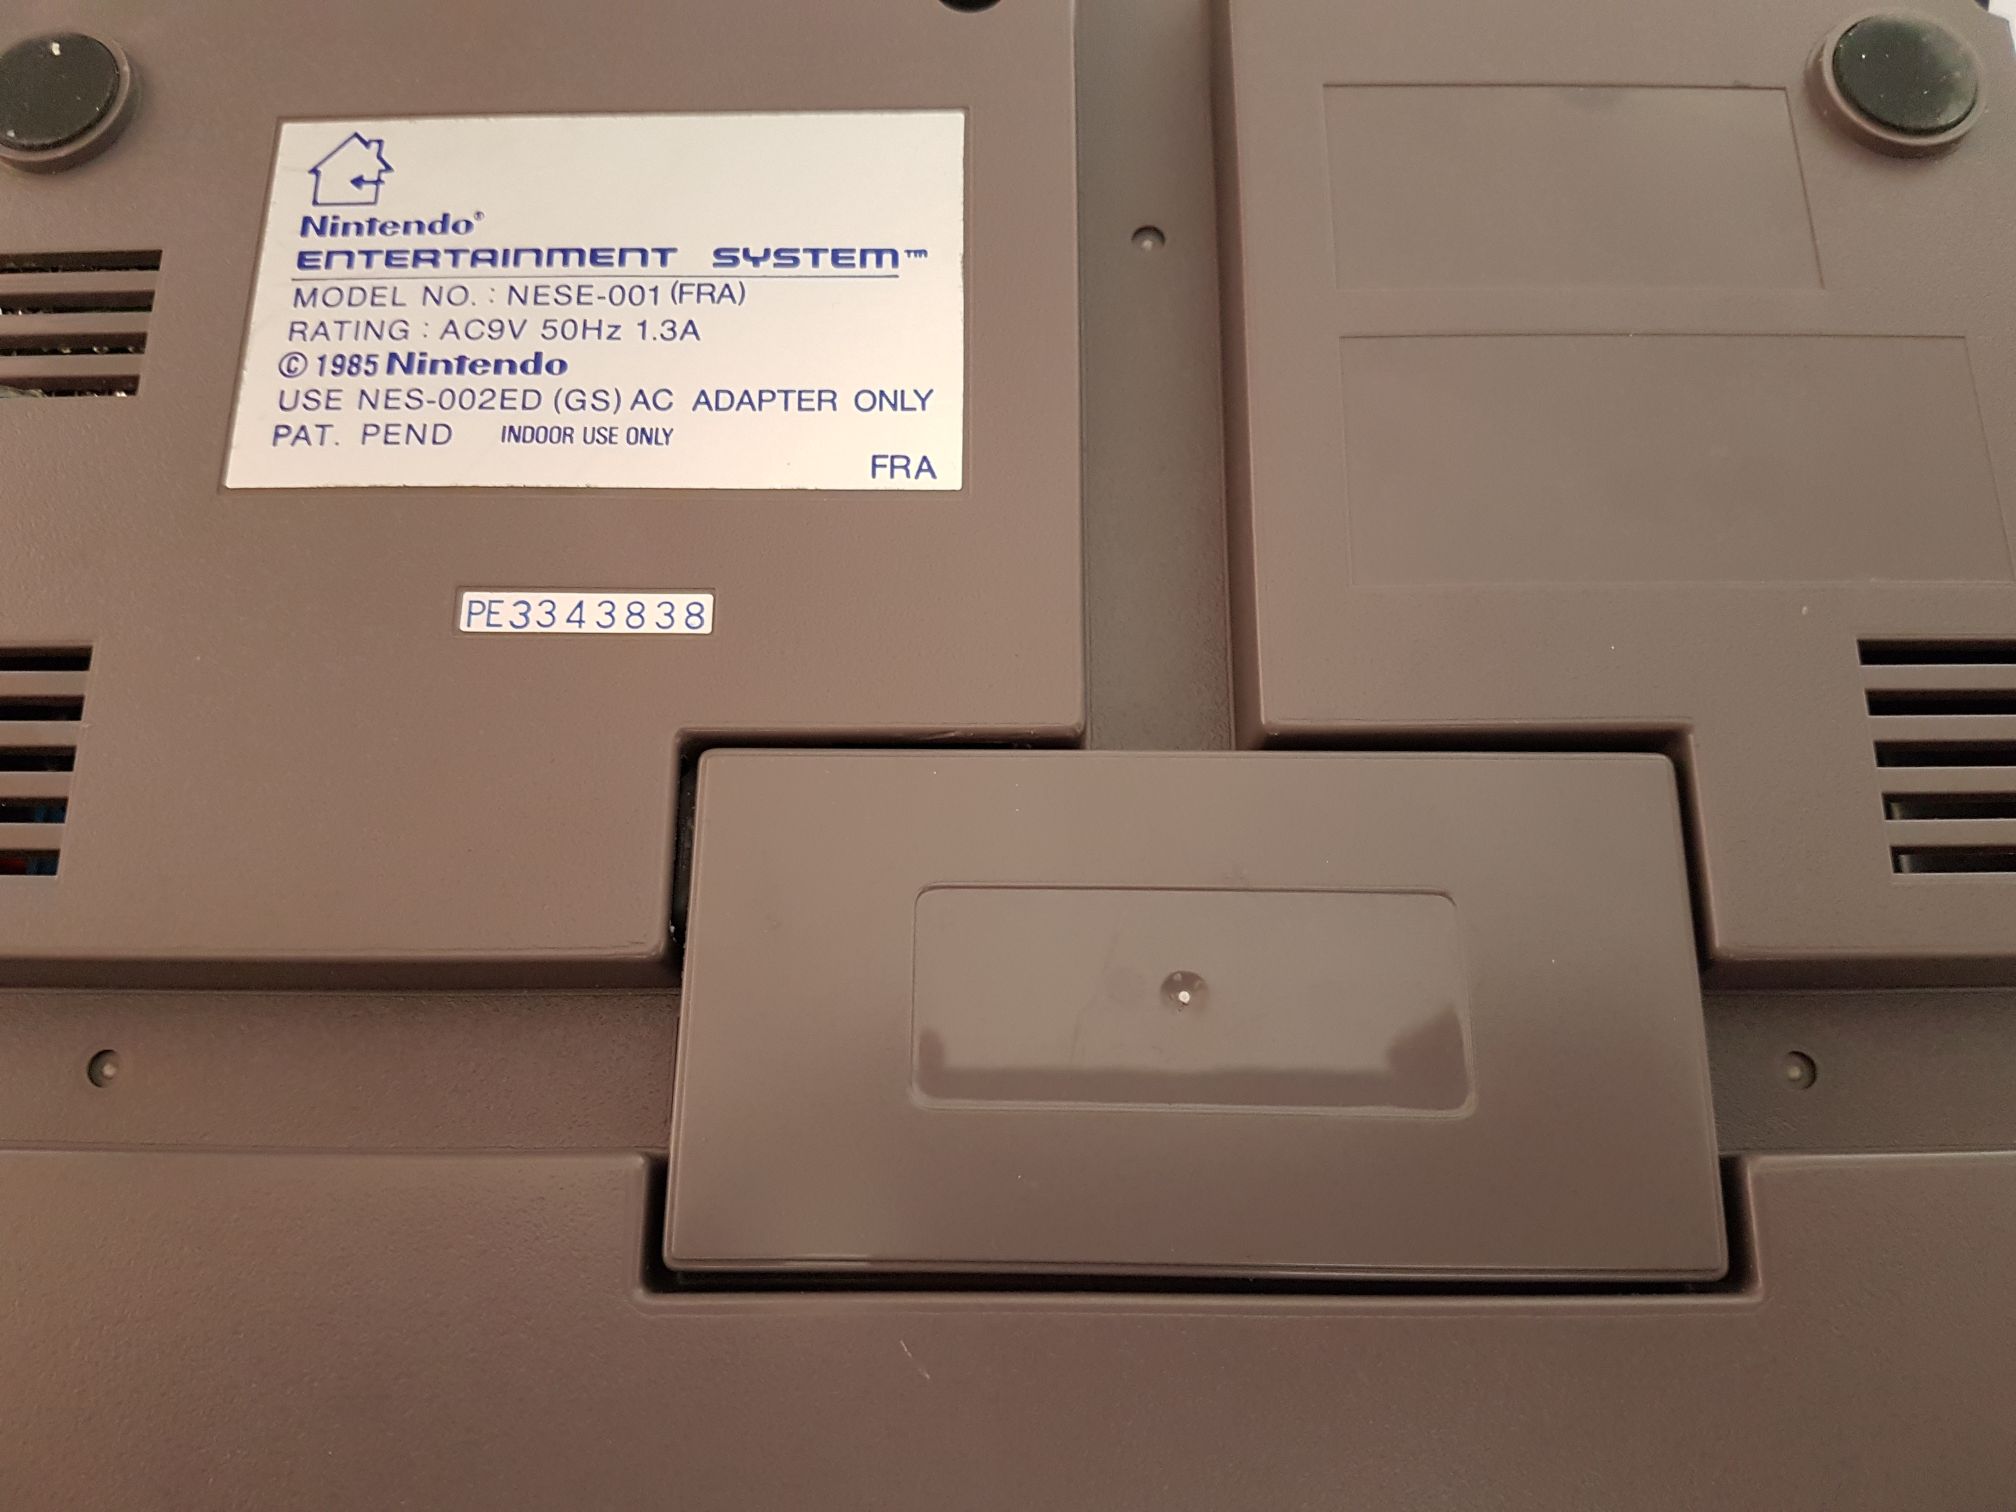 Nintendo®
ENTERTAINMENT SYSTEM™
MODEL NO. : NESE-001 (FRA)
RATING : AC9V 50Hz 1.3A
© 1985 Nintendo
USE NES-002ED (GS) AC ADAPTER ONLY
PAT. PEND INDOOR USE ONLY
FRA
PE3343838